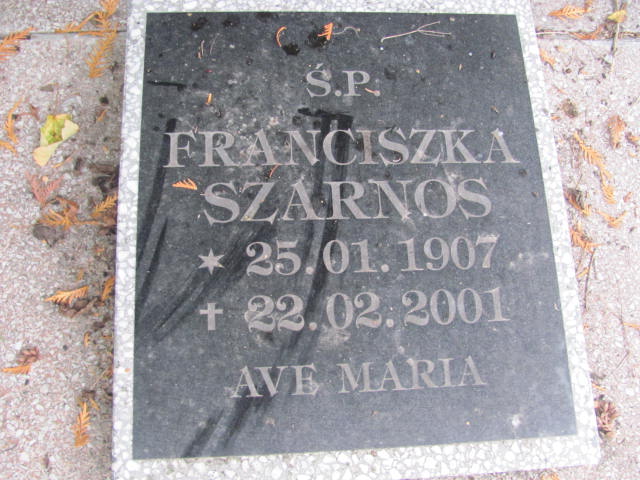 Ś.P.
FRANCISZKA
SZARNOS
* 25.01.1907
✝ 22.02.2001
AVE MARIA